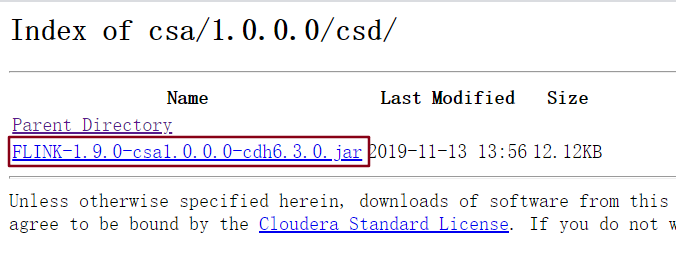 Index of csa/1.0.0.0/csd/
Name Last Modified Size
Parent Directory
FLINK-1.9.0-csa1.0.0.0-cdh6.3.0.jar 2019-11-13 13:56 12.12KB
Unless otherwise specified herein, downloads of software from this
agree to be bound by the Cloudera Standard License. If you do not w